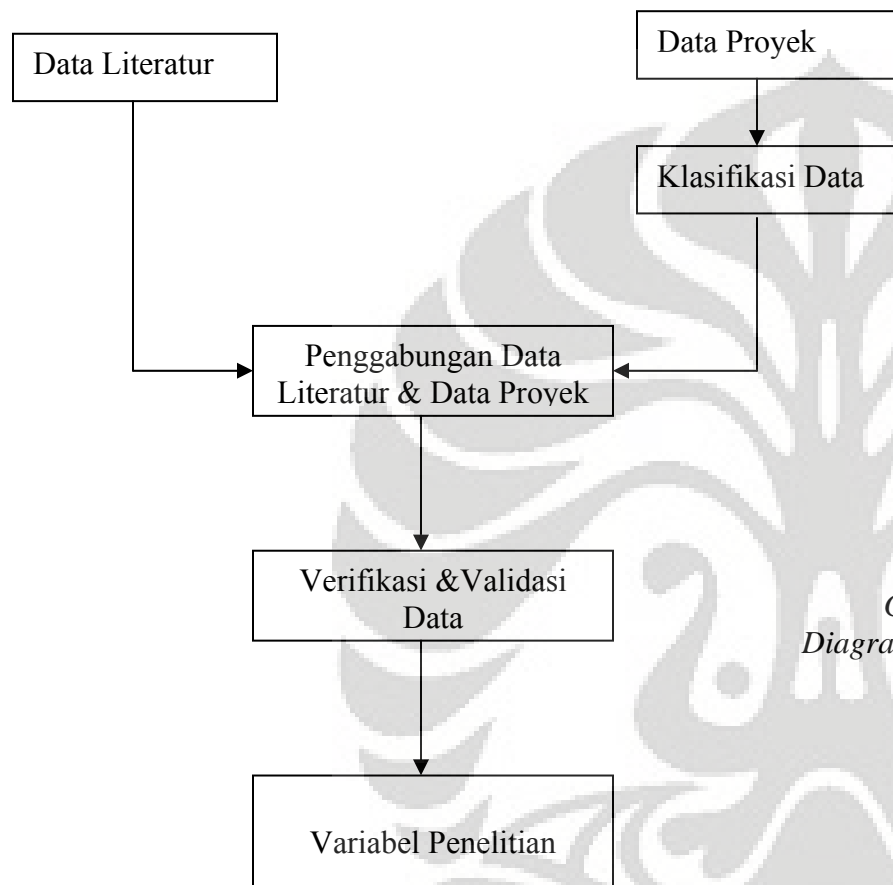 Data Literatur
Data Proyek
Klasifikasi Data
Penggabungan Data
Literatur & Data Proyek
Verifikasi &Validasi
Data
Variabel Penelitian